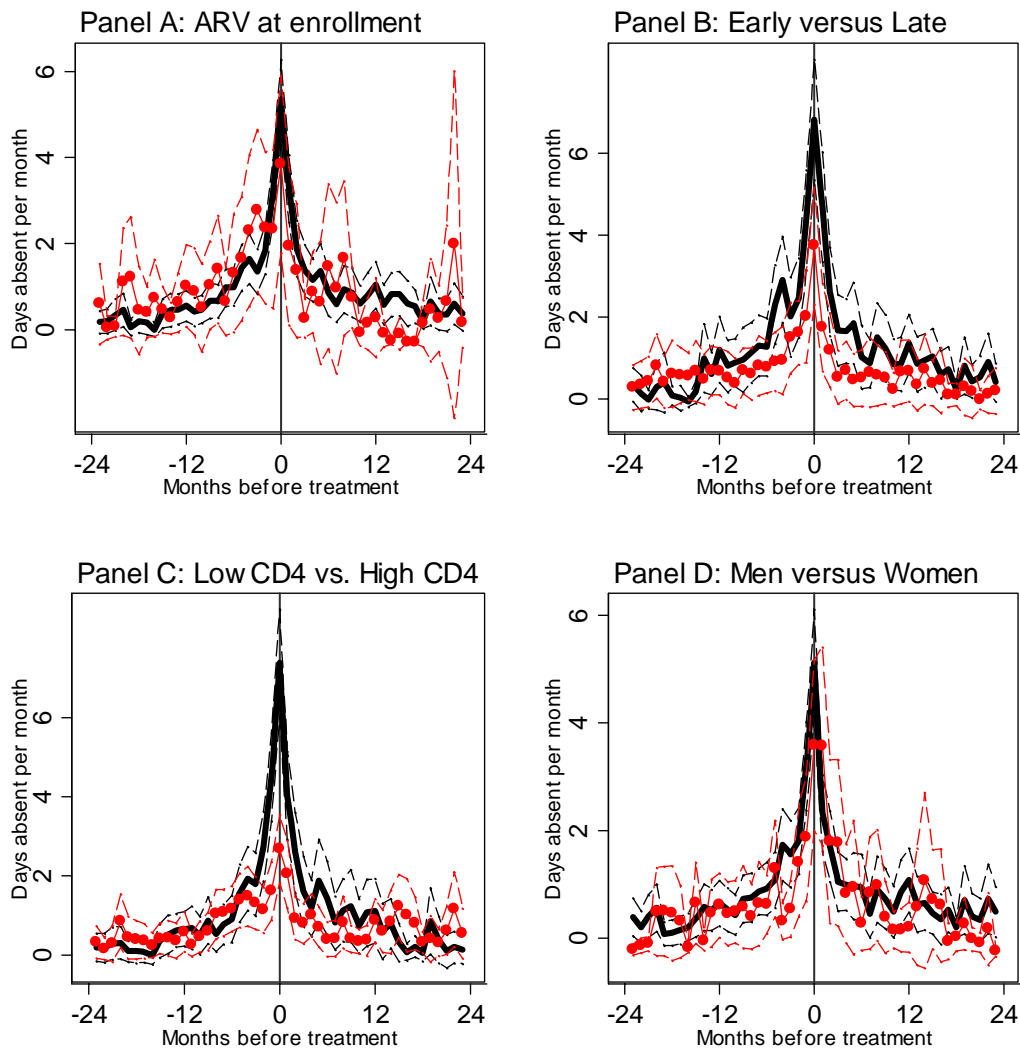 Panel A: ARV at enrollment
Days absent per month
6
4
2
0
-24 -12 0 12 24
Months before treatment
Panel B: Early versus Late
Days absent per month
6
4
2
0
-24 -12 0 12 24
Months before treatment
Panel C: Low CD4 vs. High CD4
Days absent per month
6
4
2
0
-24 -12 0 12 24
Months before treatment
Panel D: Men versus Women
Days absent per month
6
4
2
0
-24 -12 0 12 24
Months before treatment